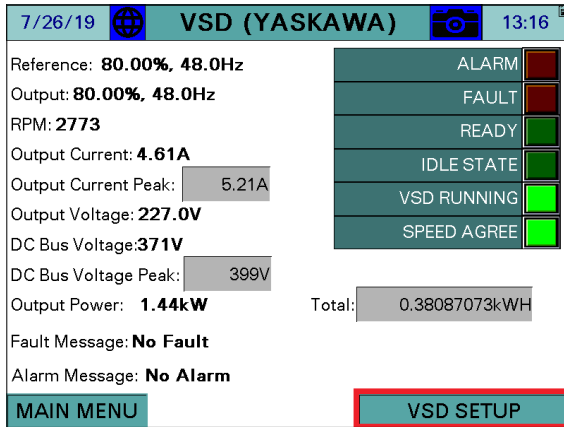 7/26/19 VSD (YASKAWA) 13:16
Reference: 80.00%, 48.0Hz
ALARM
Output: 80.00%, 48.0Hz
FAULT
RPM: 2773
READY
Output Current: 4.61A
IDLE STATE
Output Current Peak: 5.21A
VSD RUNNING
Output Voltage: 227.0V
SPEED AGREE
DC Bus Voltage:371V
DC Bus Voltage Peak: 399V
Output Power: 1.44kW Total: 0.38087073kWH
Fault Message: No Fault
Alarm Message: No Alarm
MAIN MENU VSD SETUP